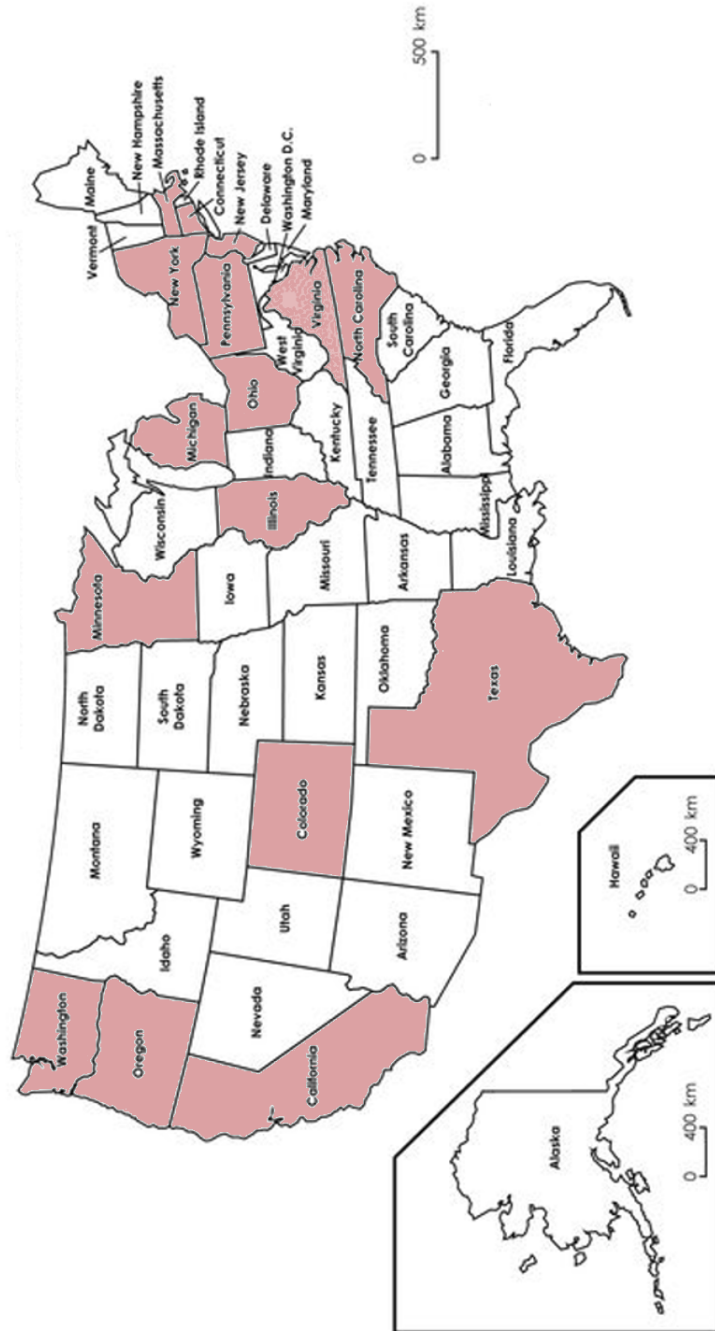 Washington
Oregon
California
Nevada
Idaho
Montana
Wyoming
Utah
Arizona
Colorado
New Mexico
North
Dakota
South
Dakota
Nebraska
Kansas
Oklahoma
Texas
Minnesota
Iowa
Missouri
Arkansas
Louisiana
Wisconsin
Illinois
Mississippi
Michigan
Indiana
Kentucky
Tennessee
Alabama
Ohio
West
Virginia
Virginia
North Carolina
South
Carolina
Georgia
Florida
Pennsylvania
New York
Vermont
Maine
New Hampshire
Massachusetts
Rhode Island
Connecticut
New Jersey
Delaware
Washington D.C.
Maryland
Alaska
0 400 km
Hawaii
0 400 km
0 500 km